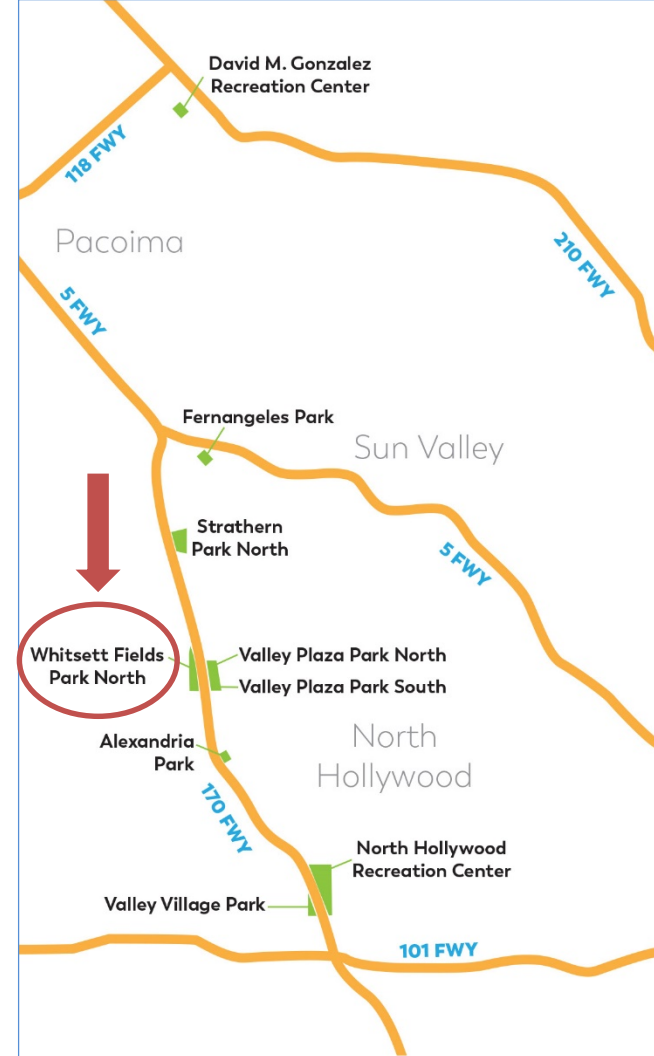 David M. Gonzalez
Recreation Center
118 FWY
Pacoima
210 FWY
5 FWY
Fernangeles Park
Sun Valley
Strathern
Park North
5 FWY
Whitsett Fields
Park North
Valley Plaza Park North
Valley Plaza Park South
Alexandria
Park
North
Hollywood
170 FWY
North Hollywood
Recreation Center
Valley Village Park
101 FWY